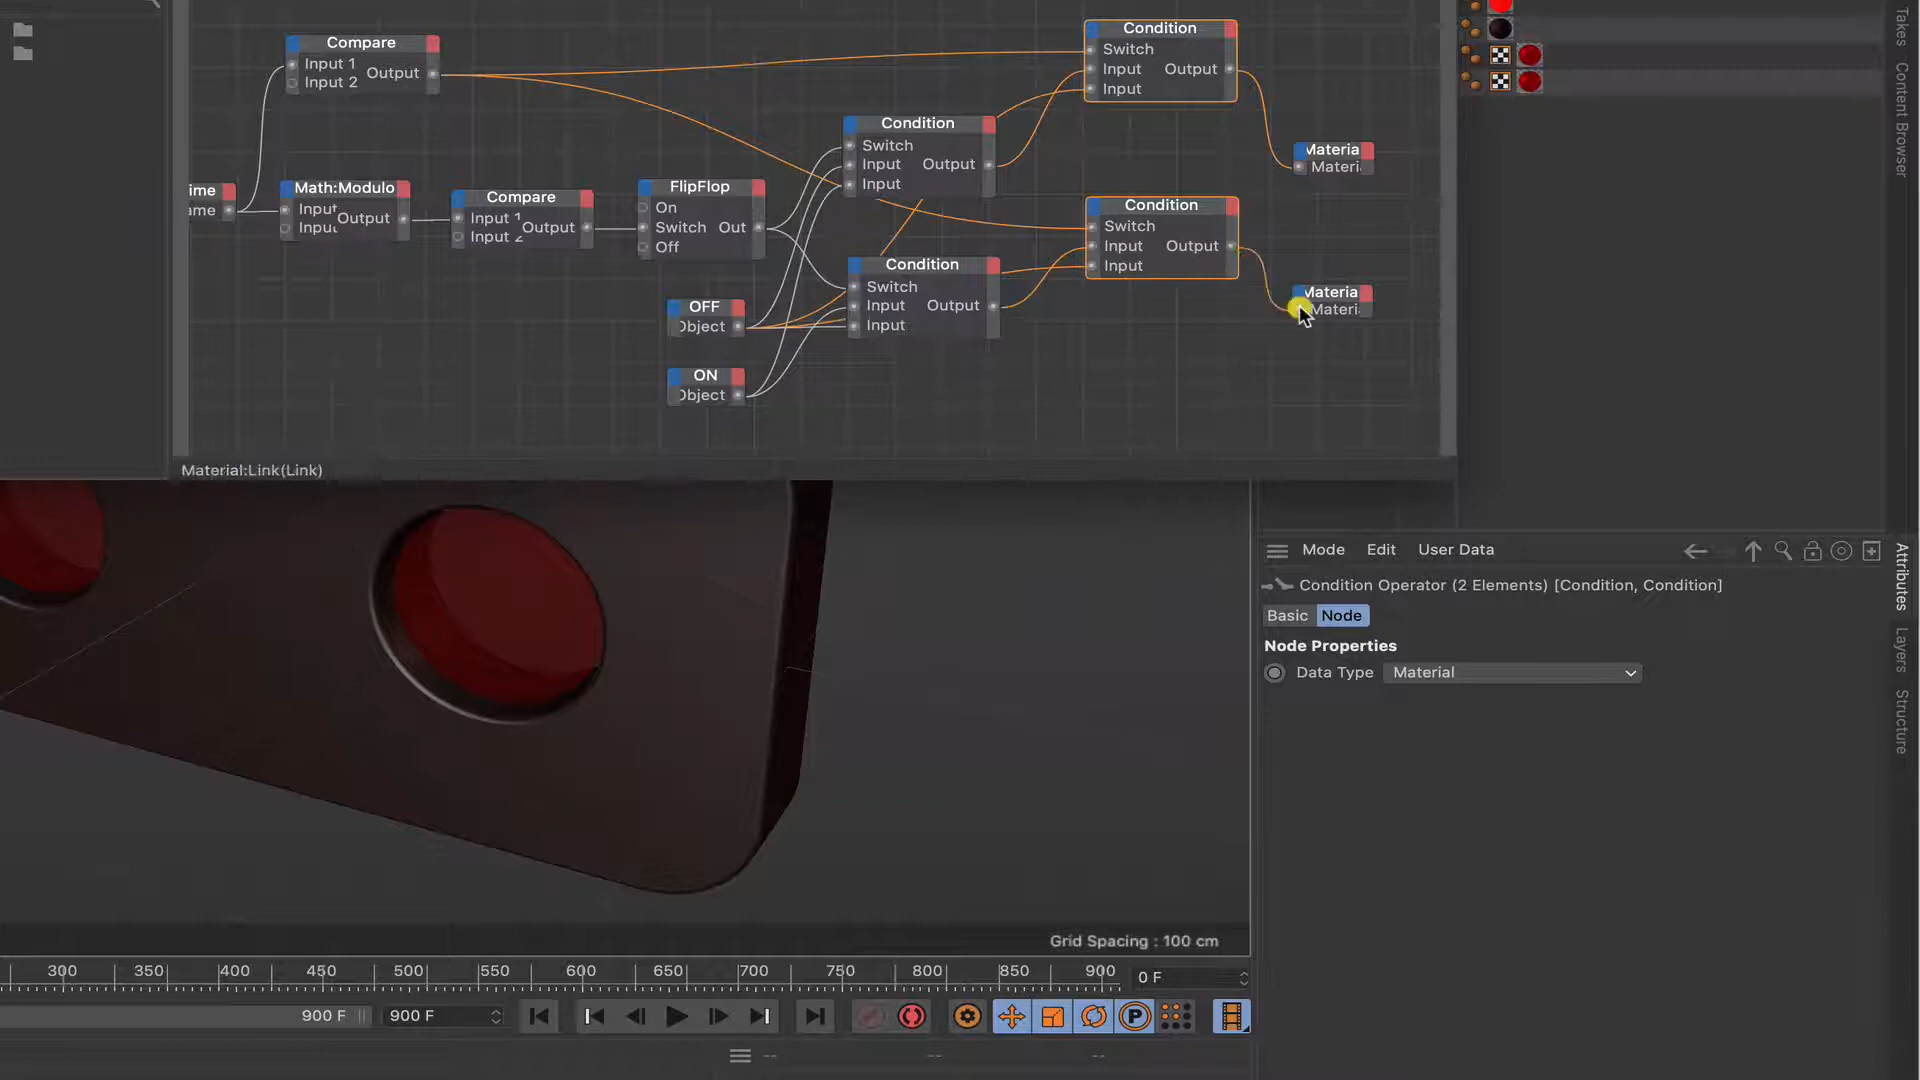 Compare
Input 1
Input 2
Output
Condition
Switch
Input
Output
Input
Condition
Switch
Input
Output
Input
Materia
Materi
ime
ame
Math:Modulo
Input
Output
Input
Compare
Input 1
Output
Input 2
FlipFlop
On
Switch Out
Off
Condition
Switch
Input
Output
Input
Condition
Switch
Input
Output
Input
Materia
Materi
OFF
Object
ON
Object
Material:Link(Link)
Takes
Content Browser
Mode Edit User Data
Condition Operator (2 Elements) [Condition, Condition]
Basic Node
Node Properties
Data Type Material
Attributes
Layers
Structure
Grid Spacing : 100 cm
300 350 400 450 500 550 600 650 700 750 800 850 900 0 F
900 F 900 F
P
-- -- --